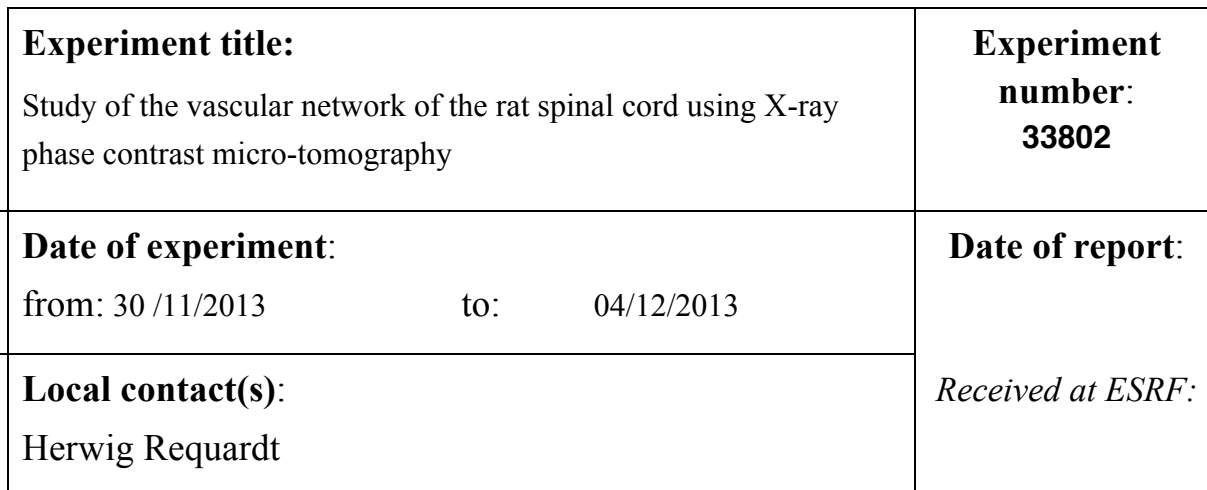 Experiment title:
Study of the vascular network of the rat spinal cord using X-ray
phase contrast micro-tomography
Experiment
number:
33802
Date of experiment:
from: 30 /11/2013 to: 04/12/2013
Date of report:
Local contact(s):
Herwig Requardt
Received at ESRF: